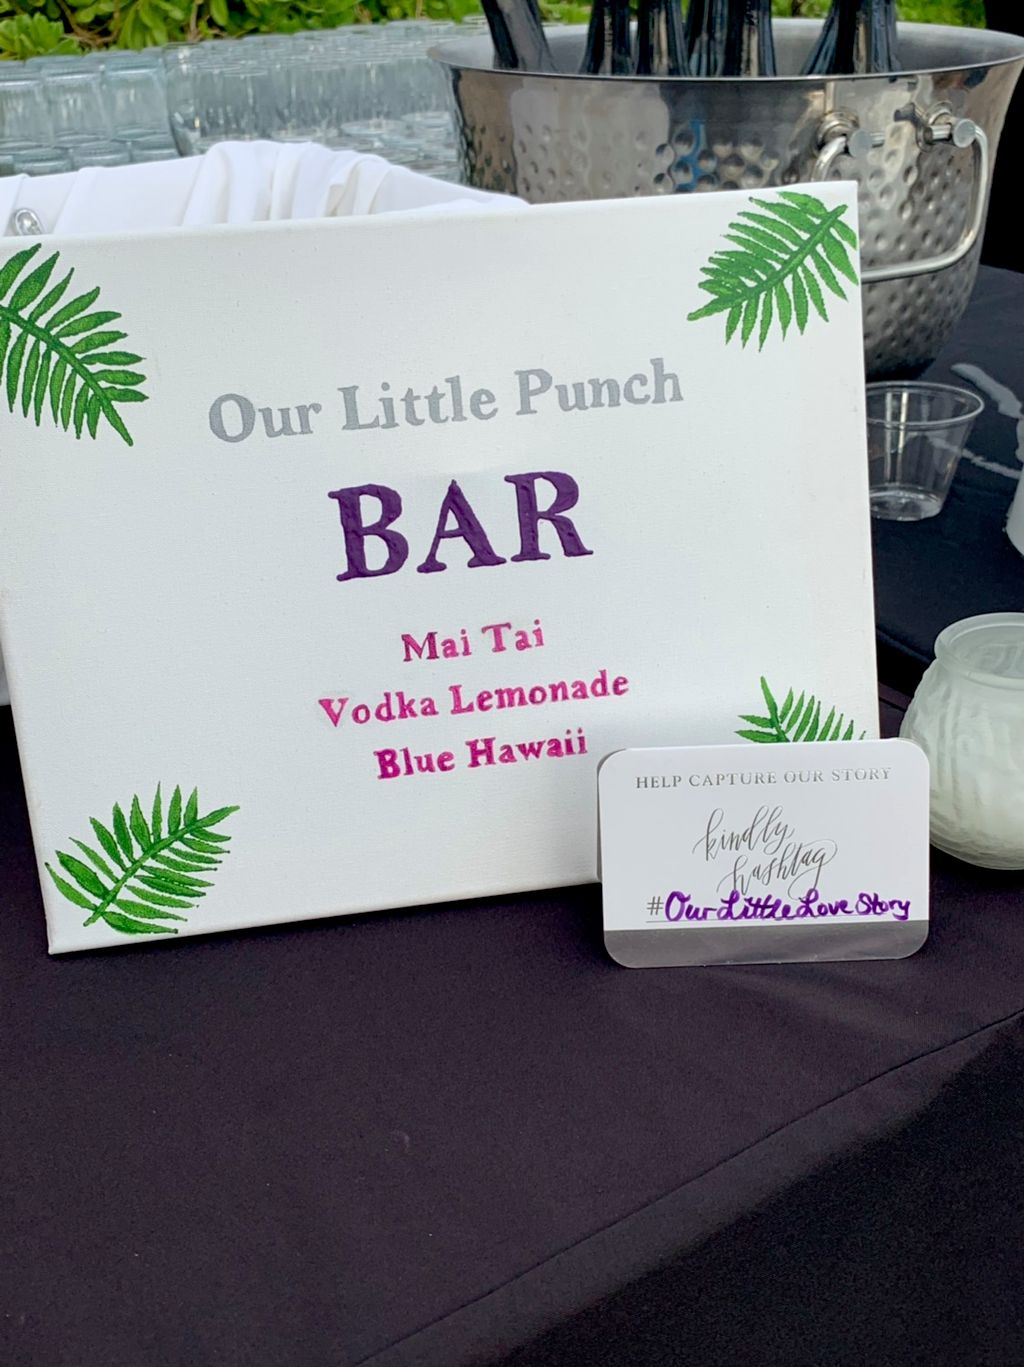 Our Little Punch
BAR
Mai Tai
Vodka Lemonade
Blue Hawaii
HELP CAPTURE OUR STORY
kindly
hashtag
#OurLittleLoveStory